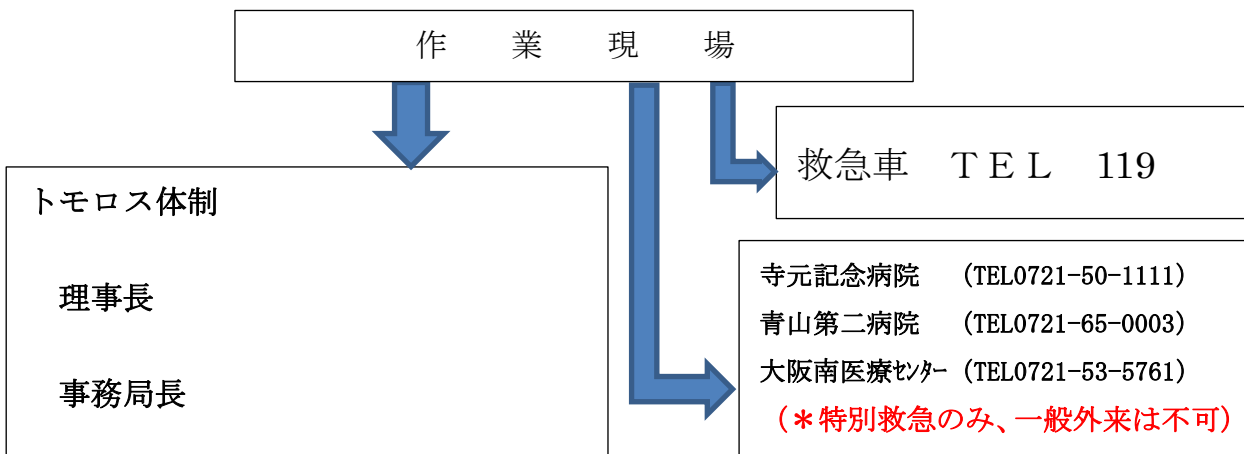 作 業 現 場
救急車 ＴＥＬ 119
トモロス体制
理事長
事務局長
寺元記念病院 (TEL0721-50-1111)
青山第二病院 (TEL0721-65-0003)
大阪南医療ｾﾝﾀｰ (TEL0721-53-5761)
(＊特別救急のみ、一般外来は不可)